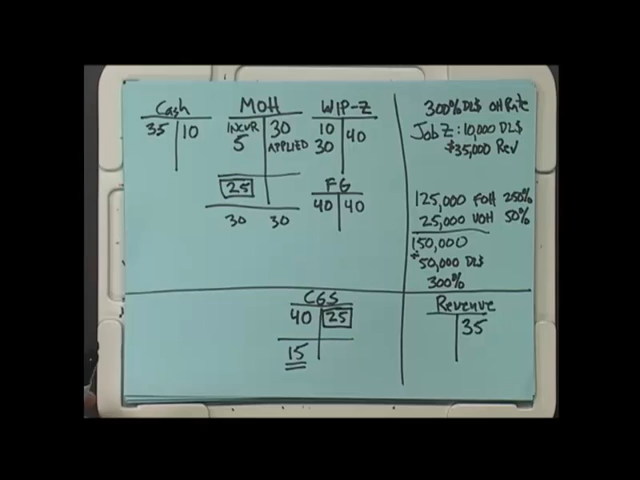 Cash
35 10
MOH
INCUR 30
5 APPLIED
25
30 30
WIP-Z
10 40
30
FG
40 40
300% DL$ OH Rate
Job Z: 10,000 DL$
$35,000 Rev
125,000 FOH 250%
25,000 VOH 50%
150,000
÷ 50,000 DL$
300%
CGS
40 25
15
Revenue
35